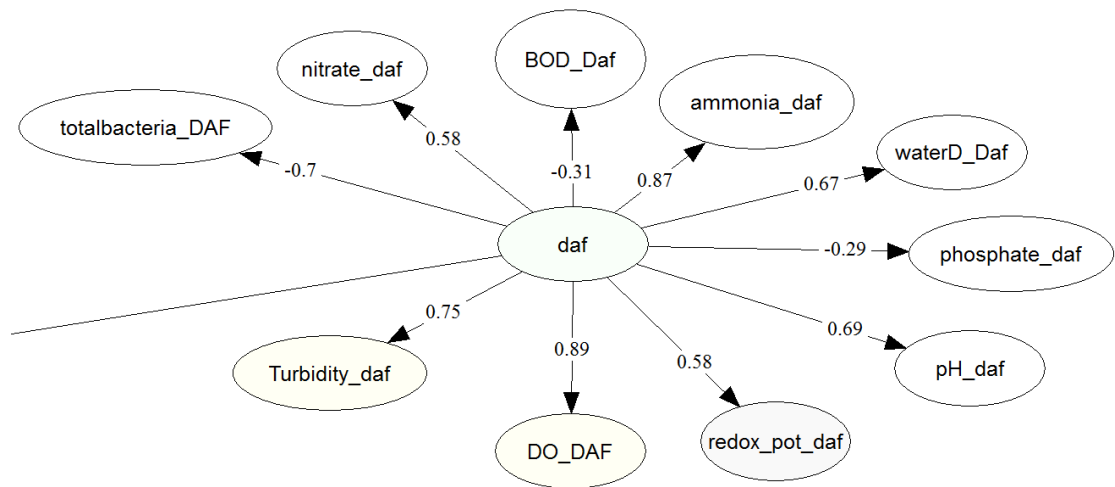 BOD_Daf
nitrate_daf
ammonia_daf
totalbacteria_DAF
0.58
waterD_Daf
-0.7
-0.31
0.87
0.67
daf
-0.29
phosphate_daf
0.75
0.69
0.89
0.58
Turbidity_daf
pH_daf
redox_pot_daf
DO_DAF